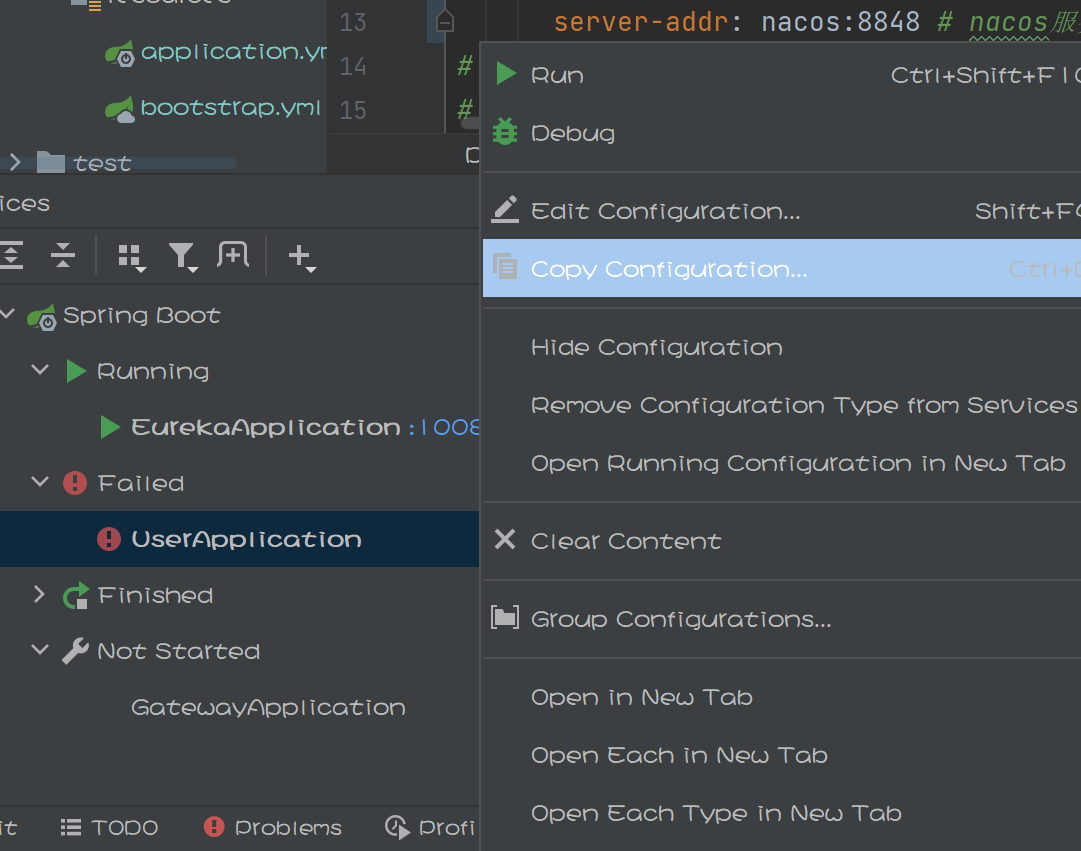 13 server-addr: nacos:8848 # nacos服
application.y
14 #
bootstrap.yml
15 #
test
ices
Spring Boot
Running
EurekaApplication :1008
Failed
UserApplication
Finished
Not Started
GatewayApplication
TODO Problems Profi
Run Ctrl+Shift+F10
Debug
Edit Configuration... Shift+F
Copy Configuration... Ctrl+D
Hide Configuration
Remove Configuration Type from Services
Open Running Configuration in New Tab
Clear Content
Group Configurations...
Open in New Tab
Open Each in New Tab
Open Each Type in New Tab